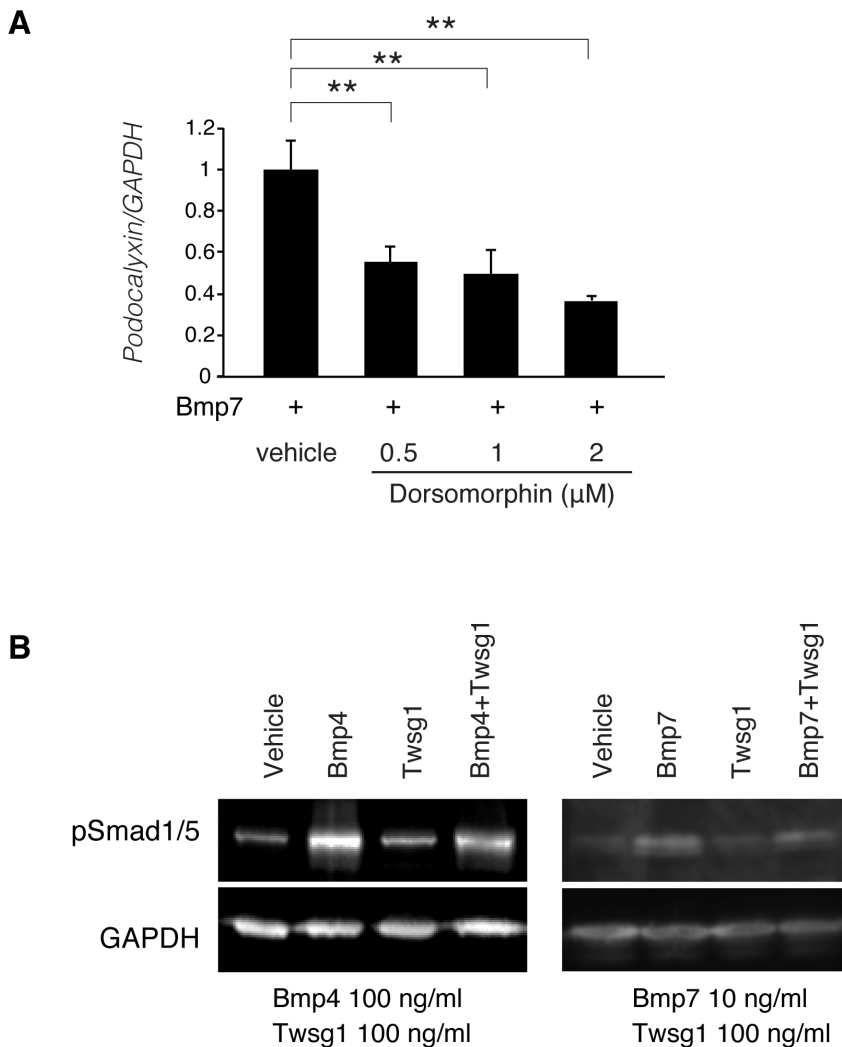 A
**
**
**
Podocalyxin/GAPDH
1.2
1
0.8
0.6
0.4
0.2
0
Bmp7 + + + +
vehicle 0.5 1 2
Dorsomorphin (µM)
B
Vehicle Bmp4 Twsg1 Bmp4+Twsg1 Vehicle Bmp7 Twsg1 Bmp7+Twsg1
pSmad1/5
GAPDH
Bmp4 100 ng/ml Bmp7 10 ng/ml
Twsg1 100 ng/ml Twsg1 100 ng/ml